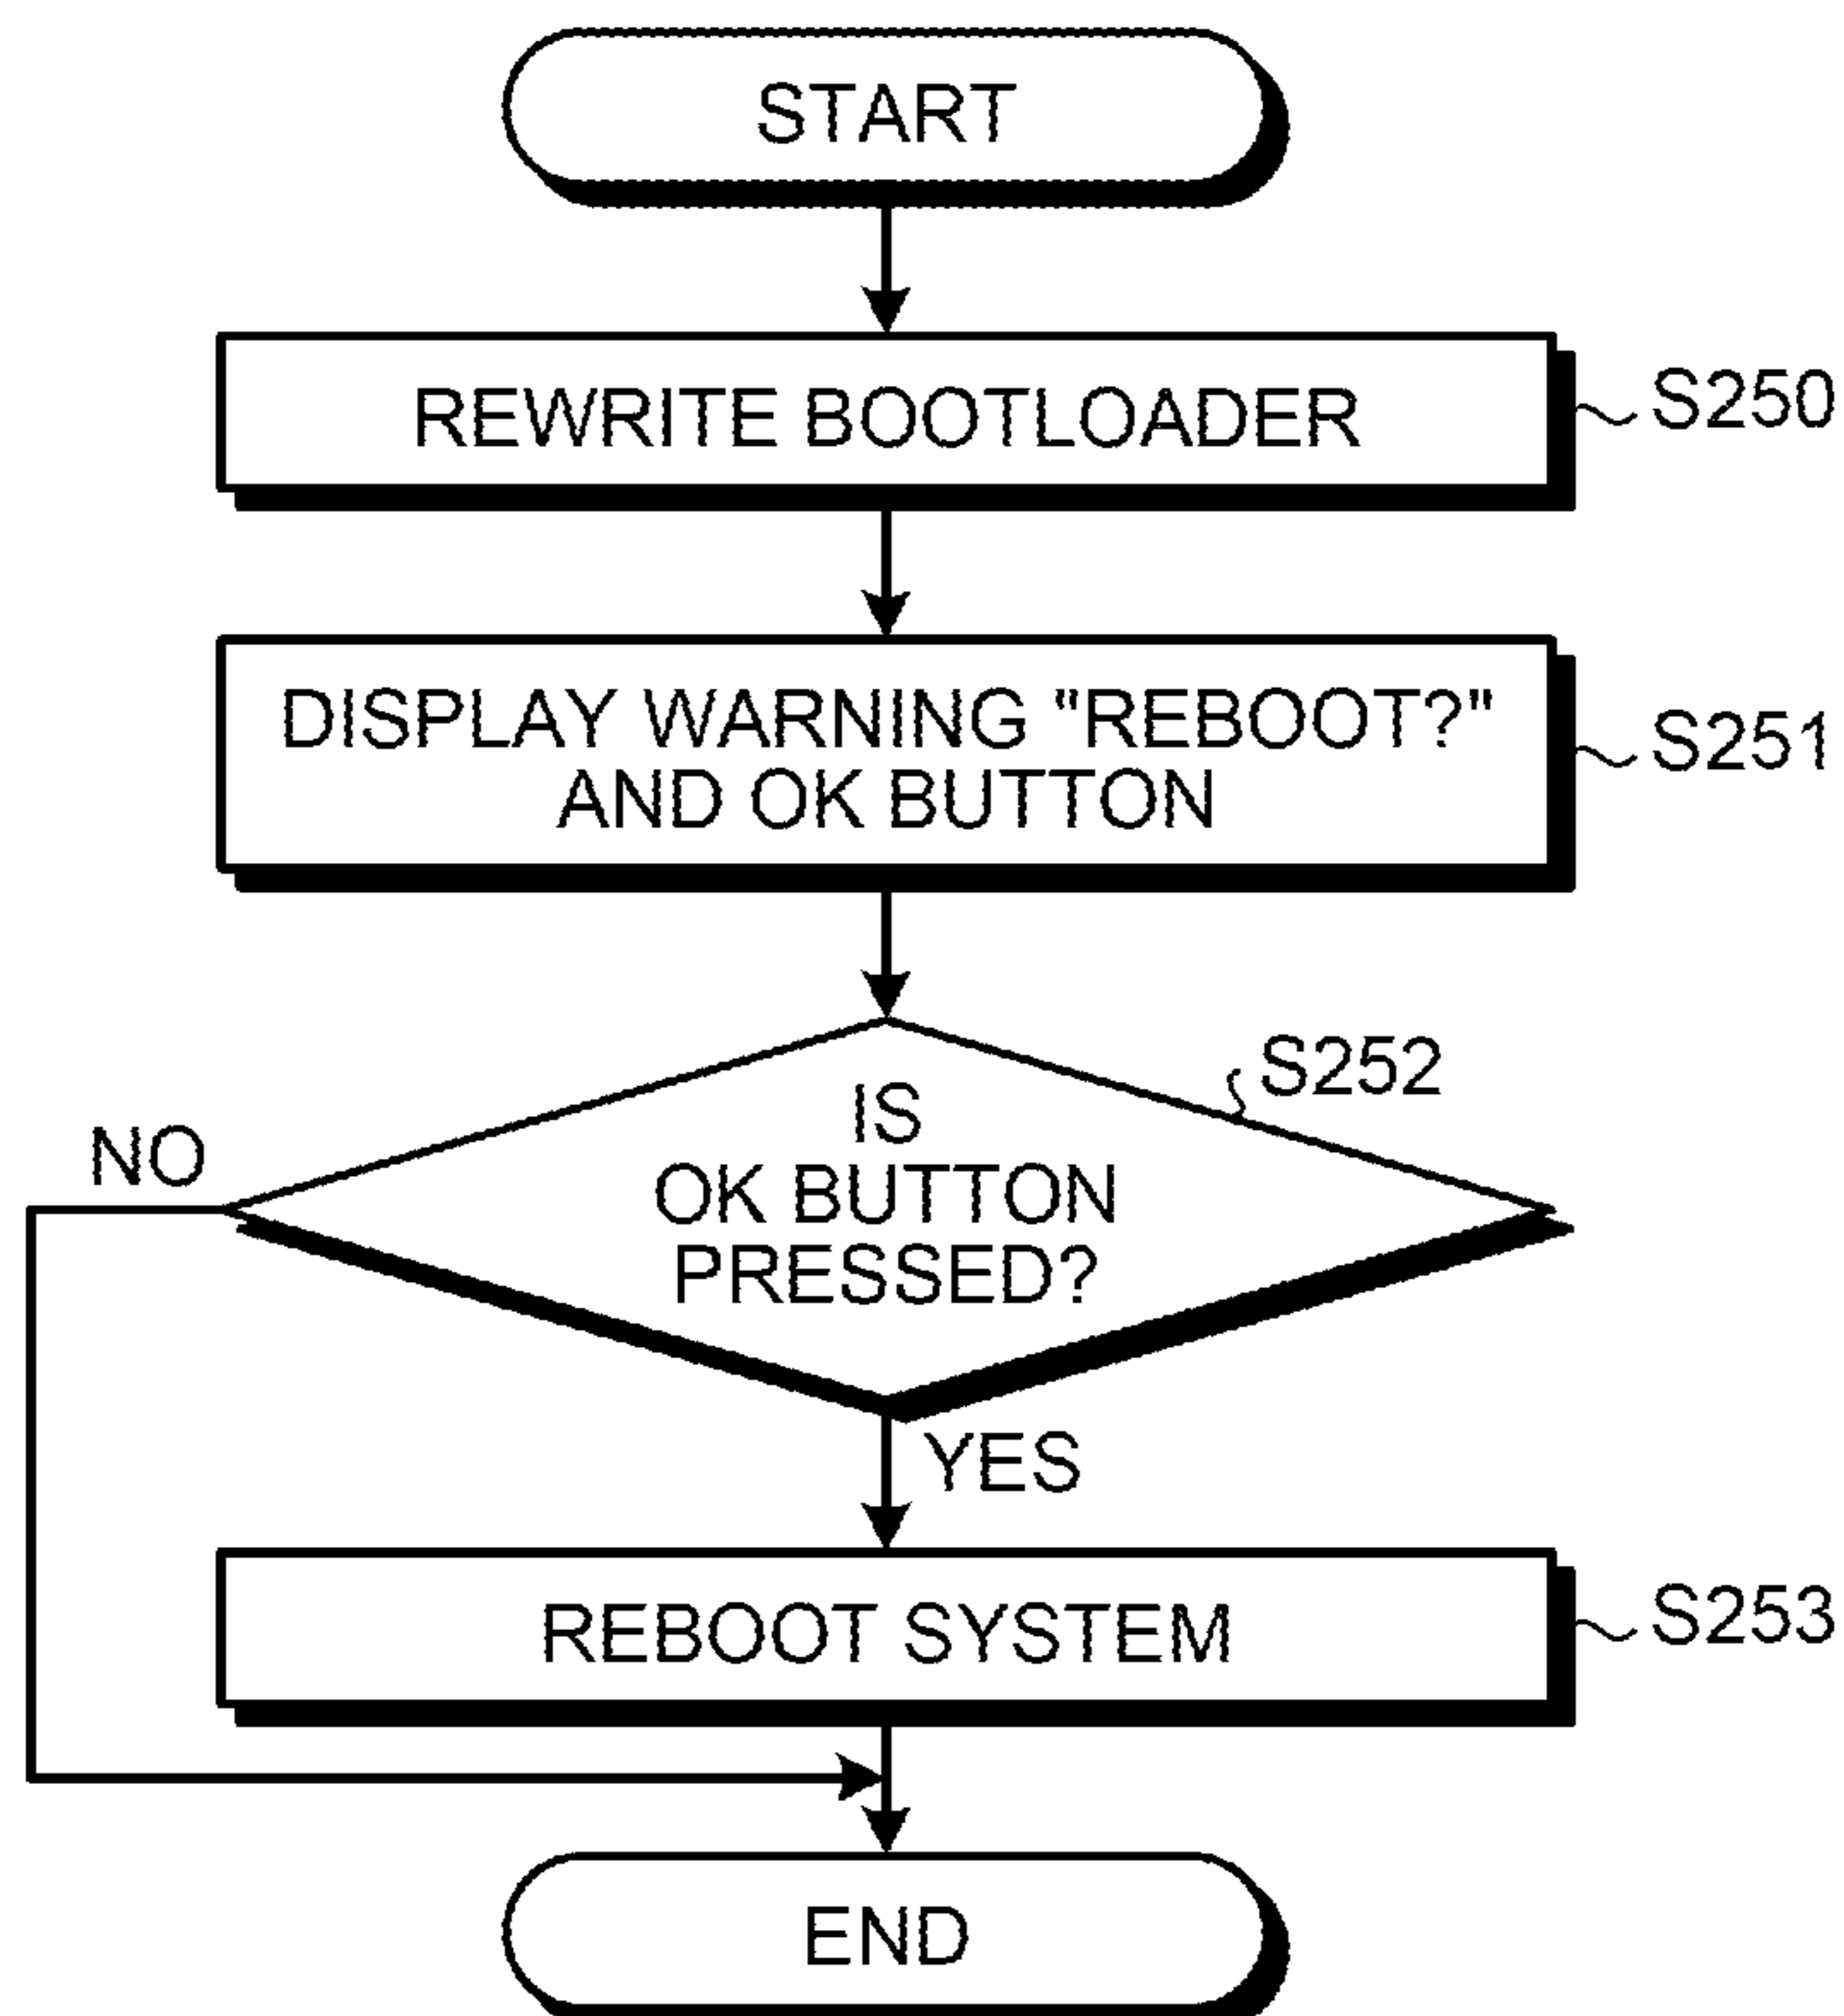 START
REWRITE BOOTLOADER
S250
DISPLAY WARNING "REBOOT?"
AND OK BUTTON
S251
S252
IS
OK BUTTON
PRESSED?
NO
YES
REBOOT SYSTEM
S253
END